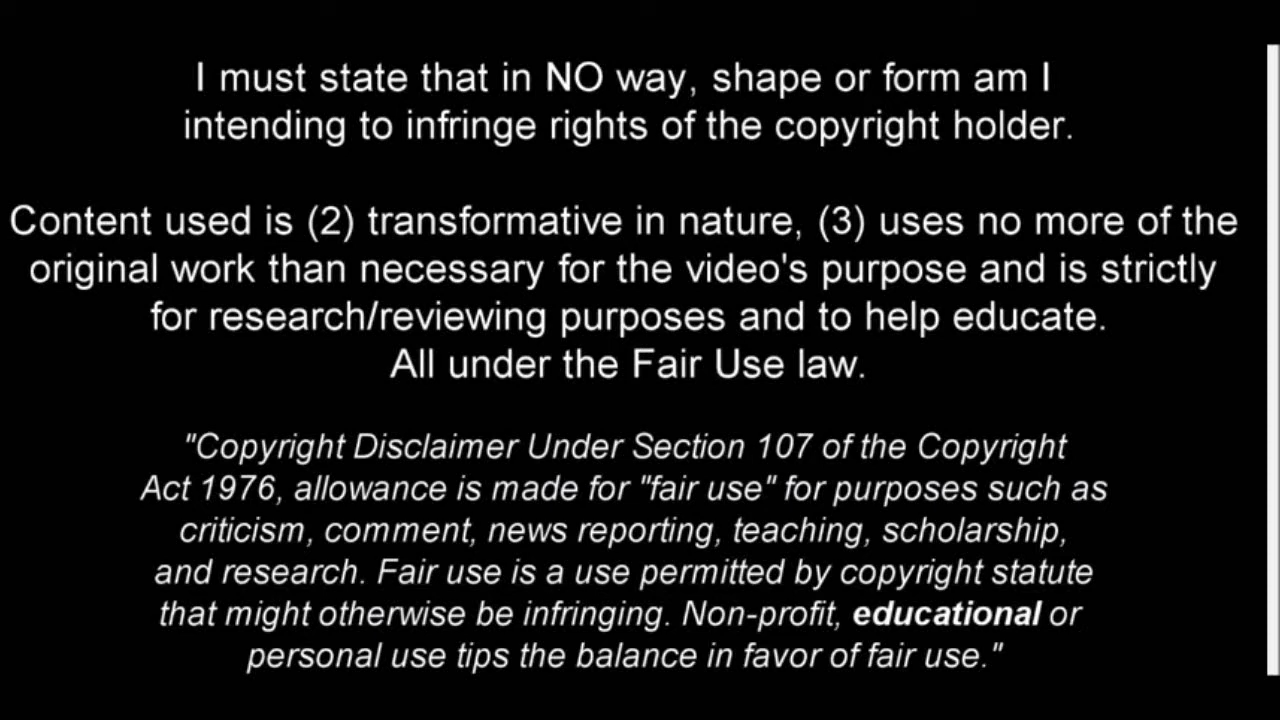 I must state that in NO way, shape or form am I
intending to infringe rights of the copyright holder.
Content used is (2) transformative in nature, (3) uses no more of the
original work than necessary for the video's purpose and is strictly
for research/reviewing purposes and to help educate.
All under the Fair Use law.
"Copyright Disclaimer Under Section 107 of the Copyright
Act 1976, allowance is made for "fair use" for purposes such as
criticism, comment, news reporting, teaching, scholarship,
and research. Fair use is a use permitted by copyright statute
that might otherwise be infringing. Non-profit, educational or
personal use tips the balance in favor of fair use."